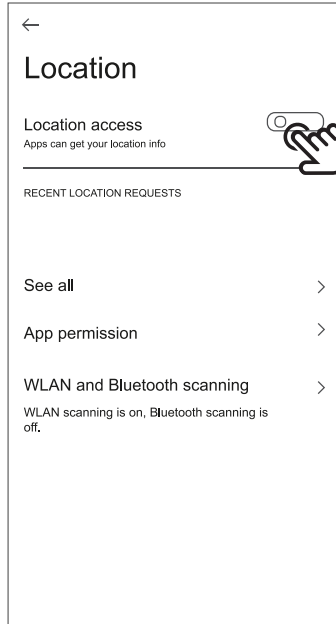 Location
Location access
Apps can get your location info
RECENT LOCATION REQUESTS
See all
App permission
WLAN and Bluetooth scanning
WLAN scanning is on, Bluetooth scanning is
off.